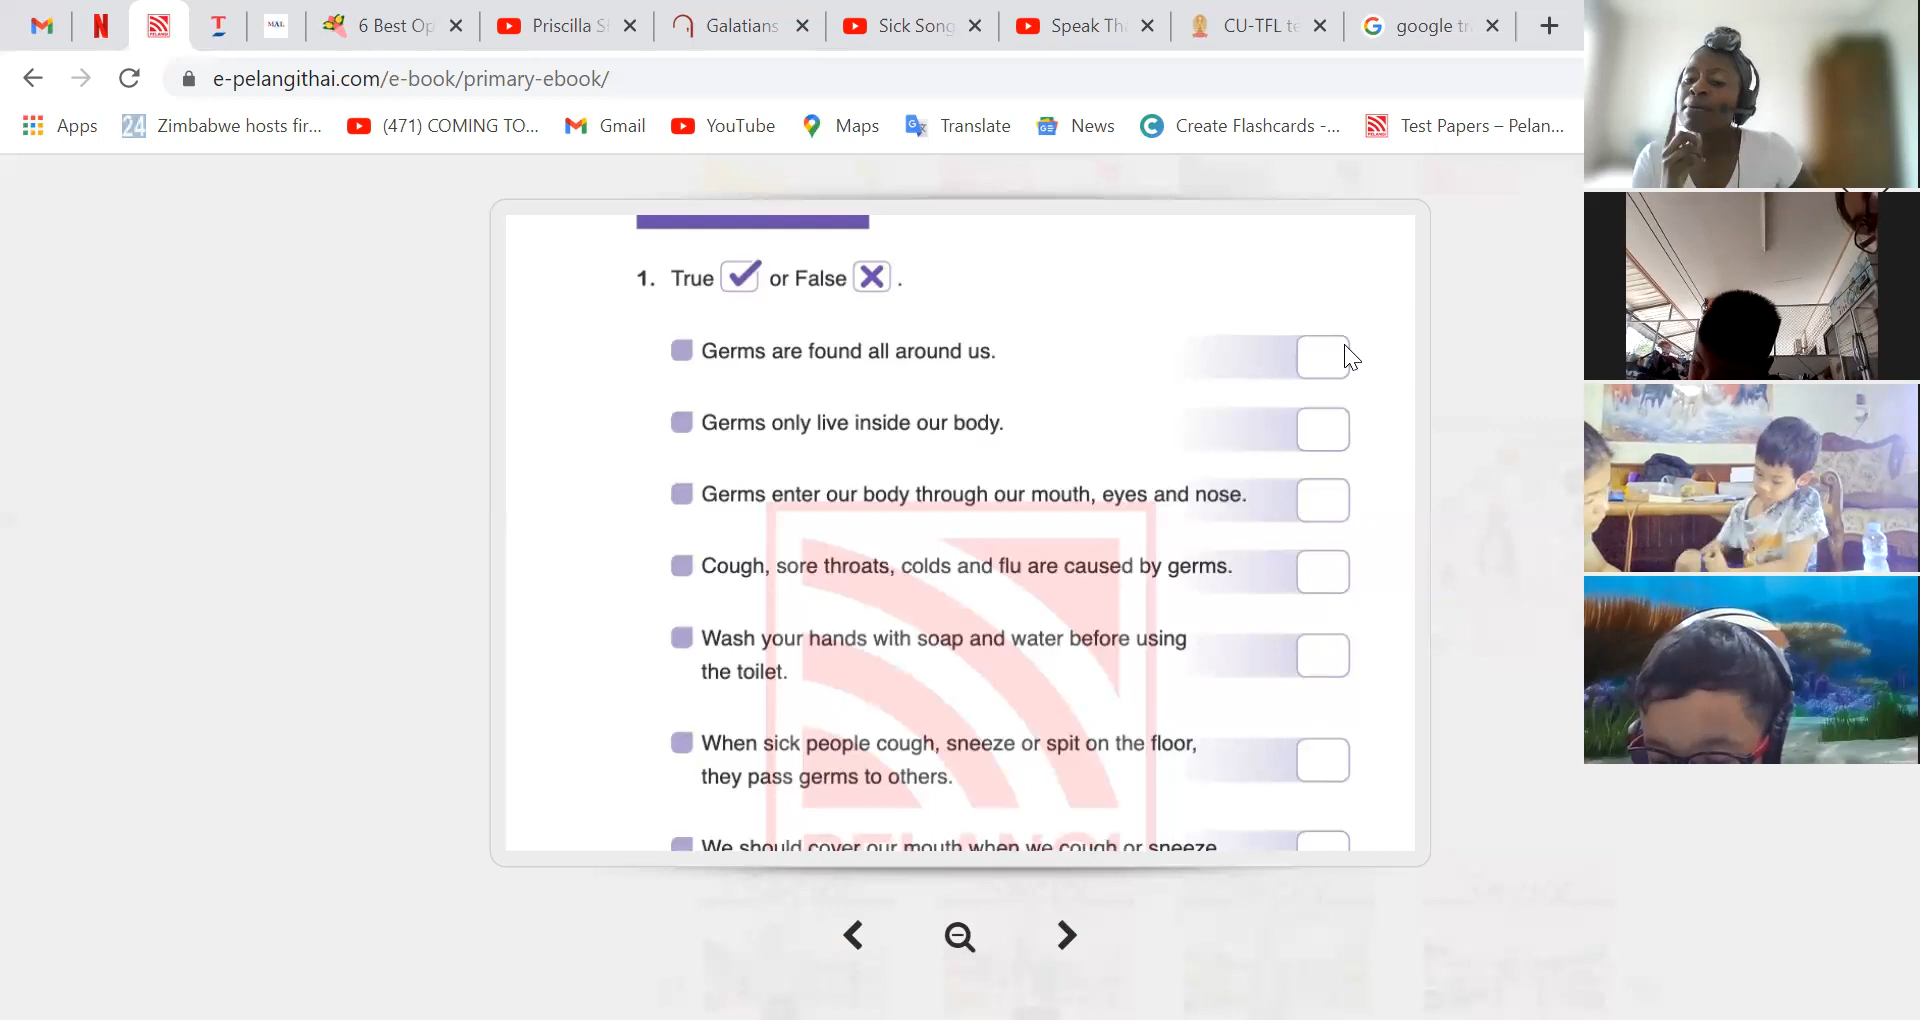 6 Best Op
Priscilla S
Galatians
Sick Song
Speak Th
CU-TFL te
google tr
e-pelangithai.com/e-book/primary-ebook/
Apps
24 Zimbabwe hosts fir...
(471) COMING TO...
Gmail
YouTube
Maps
Translate
News
Create Flashcards -...
Test Papers – Pelan...
1. True ✔ or False ✘ .
Germs are found all around us.
Germs only live inside our body.
Germs enter our body through our mouth, eyes and nose.
Cough, sore throats, colds and flu are caused by germs.
Wash your hands with soap and water before using
the toilet.
When sick people cough, sneeze or spit on the floor,
they pass germs to others.
We should cover our mouth when we cough or sneeze